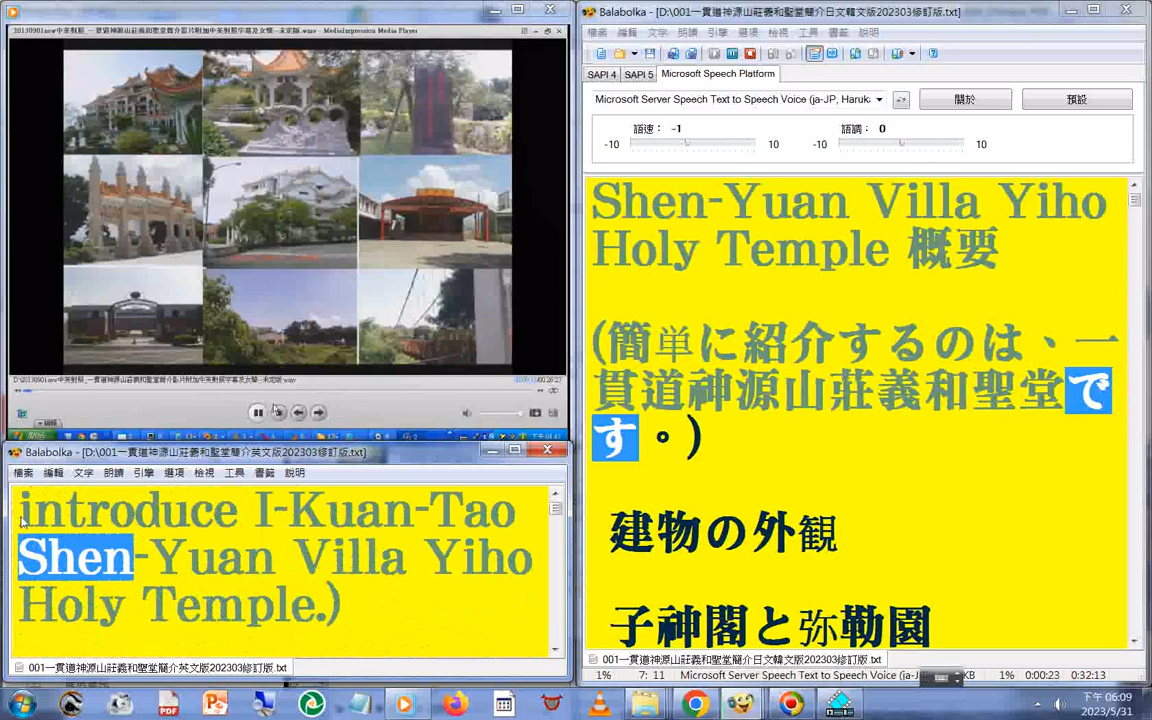 MediaImpression Media Player
00:26:27
Balabolka - [D:\001一貫道神源山莊義和聖堂簡介英文版202303修訂版.txt]
檔案 編輯 文字 朗讀 引擎 選項 檢視 工具 書籤 說明
introduce I-Kuan-Tao
Shen-Yuan Villa Yiho
Holy Temple.)
001一貫道神源山莊義和聖堂簡介英文版202303修訂版.txt
Balabolka - [D:\001一貫道神源山莊義和聖堂簡介日文韓文版202303修訂版.txt]
檔案 編輯 文字 朗讀 引擎 選項 檢視 工具 書籤 說明
SAPI 4 SAPI 5 Microsoft Speech Platform
Microsoft Server Speech Text to Speech Voice (ja-JP, Haruk
關於 預設
語速： -1 語調： 0
-10 10 -10 10
Shen-Yuan Villa Yiho
Holy Temple 概要
(簡単に紹介するのは、一
貫道神源山莊義和聖堂で
す。)
建物の外観
子神閣と弥勒園
001一貫道神源山莊義和聖堂簡介日文韓文版202303修訂版.txt
1% 7: 11 Microsoft Server Speech Text to Speech Voice (ja-J 1% 0:00:23 0:32:13
下午 06:09
2023/5/31